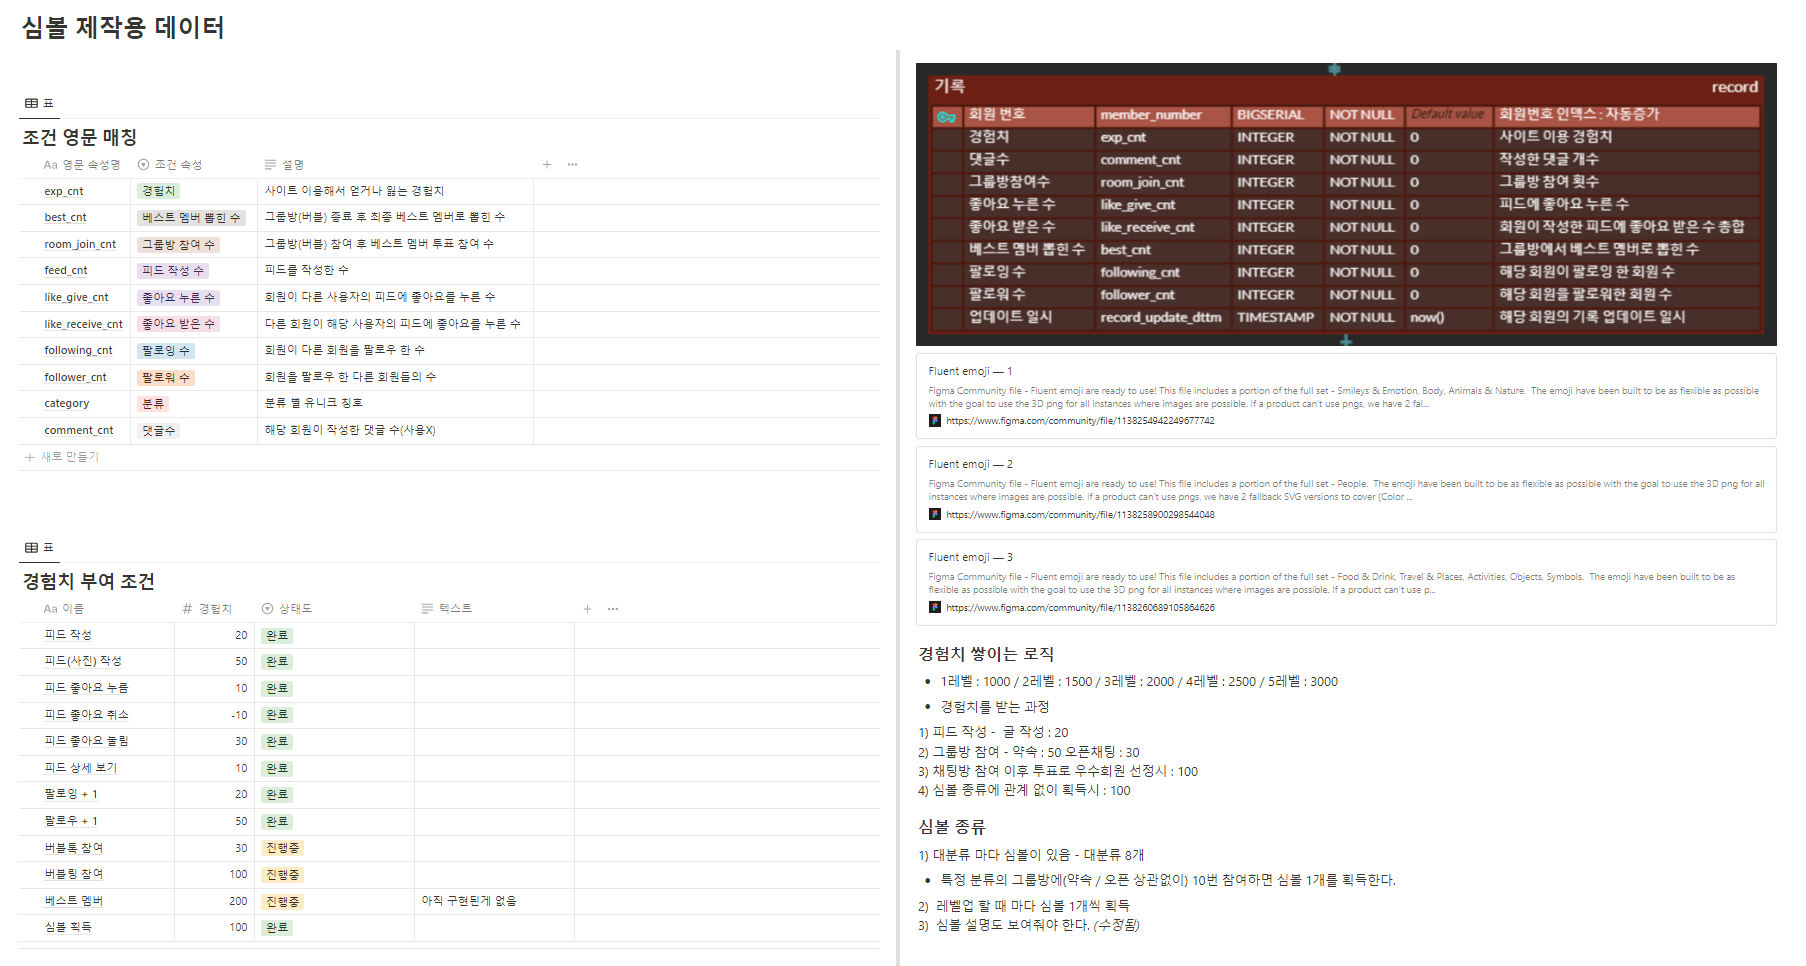 심볼 제작용 데이터
표
조건 영문 매칭
Aa 영문 속성명 조건 속성 설명
exp_cnt 경험치 사이트 이용해서 얻거나 잃는 경험치
best_cnt 베스트 멤버 뽑힌 수 그룹방(버블) 종료 후 최종 베스트 멤버로 뽑힌 수
room_join_cnt 그룹방 참여 수 그룹방(버블) 참여 후 베스트 멤버 투표 참여 수
feed_cnt 피드 작성 수 피드를 작성한 수
like_give_cnt 좋아요 누른 수 회원이 다른 사용자의 피드에 좋아요를 누른 수
like_receive_cnt 좋아요 받은 수 다른 회원이 해당 사용자의 피드에 좋아요를 누른 수
following_cnt 팔로잉 수 회원이 다른 회원을 팔로우 한 수
follower_cnt 팔로워 수 회원을 팔로우 한 다른 회원들의 수
category 분류 분류 별 유니크 칭호
comment_cnt 댓글수 해당 회원이 작성한 댓글 수(사용X)
+ 새로 만들기
표
경험치 부여 조건
Aa 이름 # 경험치 상태도 텍스트
피드 작성 20 완료
피드(사진) 작성 50 완료
피드 좋아요 누름 10 완료
피드 좋아요 취소 -10 완료
피드 좋아요 눌림 30 완료
피드 상세 보기 10 완료
팔로잉 + 1 20 완료
팔로우 + 1 50 완료
버블톡 참여 30 진행중
버블링 참여 100 진행중
베스트 멤버 200 진행중 아직 구현된게 없음
심볼 획득 100 완료
기록 record
회원 번호 member_number BIGSERIAL NOT NULL Default value 회원번호 인덱스 : 자동증가
경험치 exp_cnt INTEGER NOT NULL 0 사이트 이용 경험치
댓글수 comment_cnt INTEGER NOT NULL 0 작성한 댓글 개수
그룹방참여수 room_join_cnt INTEGER NOT NULL 0 그룹방 참여 횟수
좋아요 누른 수 like_give_cnt INTEGER NOT NULL 0 피드에 좋아요 누른 수
좋아요 받은 수 like_receive_cnt INTEGER NOT NULL 0 회원이 작성한 피드에 좋아요 받은 수 총합
베스트 멤버 뽑힌 수 best_cnt INTEGER NOT NULL 0 그룹방에서 베스트 멤버로 뽑힌 수
팔로잉 수 following_cnt INTEGER NOT NULL 0 해당 회원이 팔로잉 한 회원 수
팔로워 수 follower_cnt INTEGER NOT NULL 0 해당 회원을 팔로워한 회원 수
업데이트 일시 record_update_dttm TIMESTAMP NOT NULL now() 해당 회원의 기록 업데이트 일시
Fluent emoji — 1
Figma Community file - Fluent emoji are ready to use! This file includes a portion of the full set - Smileys & Emotion, Body, Animals & Nature. The emoji have been built to be as flexible as possible
with the goal to use the 3D png for all instances where images are possible. If a product can't use pngs, we have 2 fal...
https://www.figma.com/community/file/1138254942249677742
Fluent emoji — 2
Figma Community file - Fluent emoji are ready to use! This file includes a portion of the full set - People. The emoji have been built to be as flexible as possible with the goal to use the 3D png for all
instances where images are possible. If a product can't use pngs, we have 2 fallback SVG versions to cover (Color ...
https://www.figma.com/community/file/1138258900298544048
Fluent emoji — 3
Figma Community file - Fluent emoji are ready to use! This file includes a portion of the full set - Food & Drink, Travel & Places, Activities, Objects, Symbols. The emoji have been built to be as
flexible as possible with the goal to use the 3D png for all instances where images are possible. If a product can't use p...
https://www.figma.com/community/file/1138260689105864626
경험치 쌓이는 로직
• 1레벨 : 1000 / 2레벨 : 1500 / 3레벨 : 2000 / 4레벨 : 2500 / 5레벨 : 3000
• 경험치를 받는 과정
1) 피드 작성 - 글 작성 : 20
2) 그룹방 참여 - 약속 : 50 오픈채팅 : 30
3) 채팅방 참여 이후 투표로 우수회원 선정시 : 100
4) 심볼 종류에 관계 없이 획득시 : 100
심볼 종류
1) 대분류 마다 심볼이 있음 - 대분류 8개
• 특정 분류의 그룹방에(약속 / 오픈 상관없이) 10번 참여하면 심볼 1개를 획득한다.
2) 레벨업 할 때 마다 심볼 1개씩 획득
3) 심볼 설명도 보여줘야 한다. (수정됨)